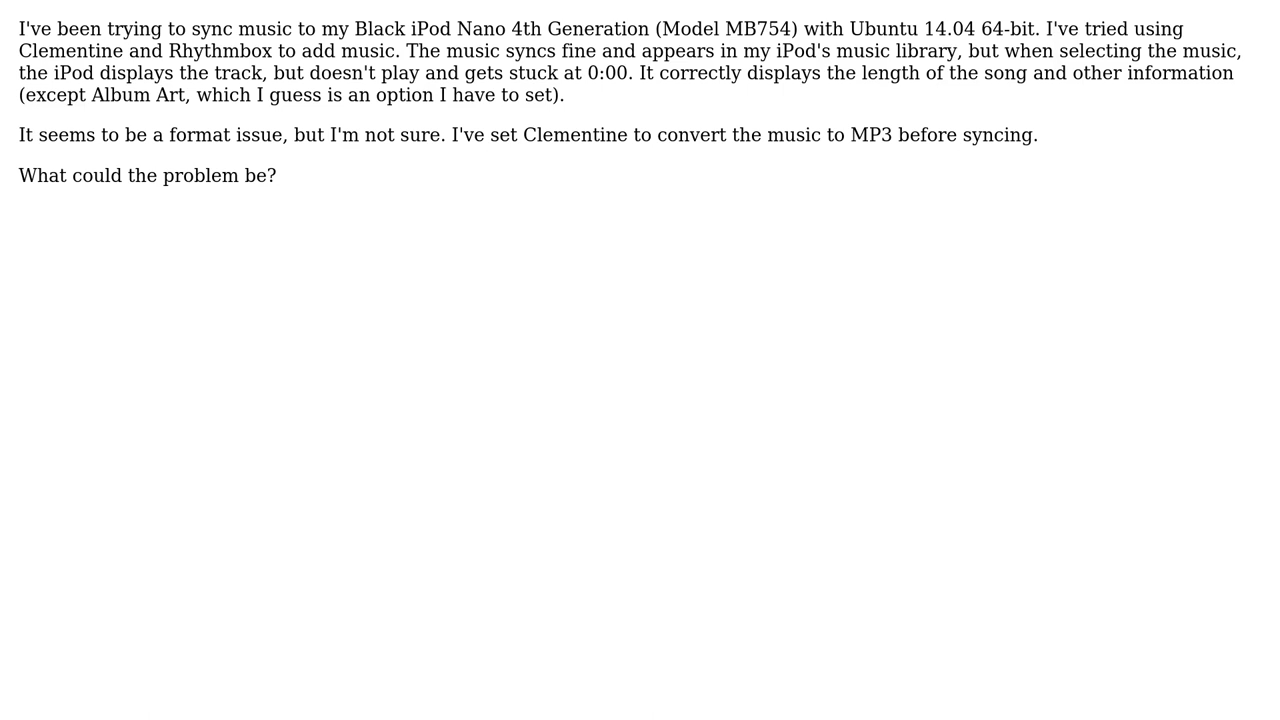 I've been trying to sync music to my Black iPod Nano 4th Generation (Model MB754) with Ubuntu 14.04 64-bit. I've tried using
Clementine and Rhythmbox to add music. The music syncs fine and appears in my iPod's music library, but when selecting the music,
the iPod displays the track, but doesn't play and gets stuck at 0:00. It correctly displays the length of the song and other information
(except Album Art, which I guess is an option I have to set).
It seems to be a format issue, but I'm not sure. I've set Clementine to convert the music to MP3 before syncing.
What could the problem be?